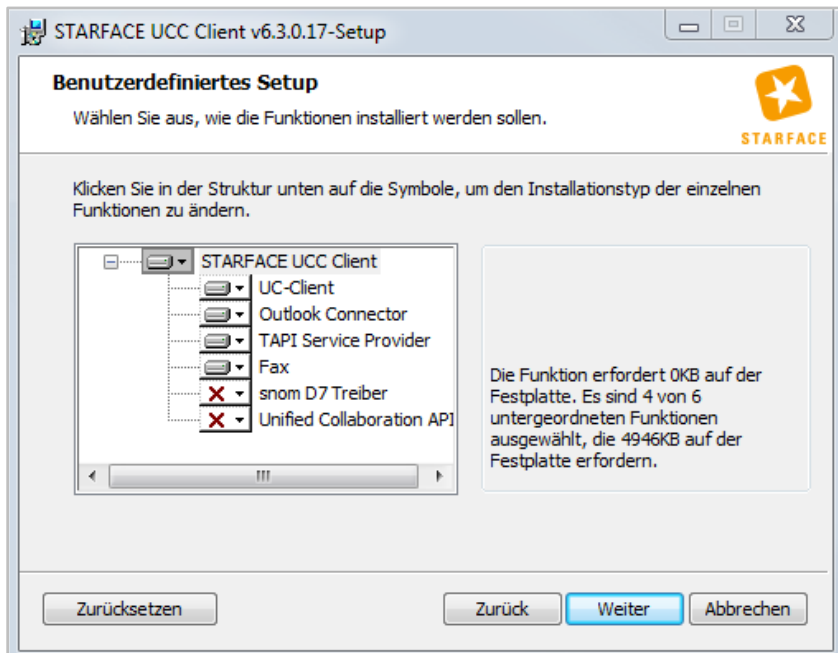 STARFACE UCC Client v6.3.0.17-Setup
Benutzerdefiniertes Setup
Wählen Sie aus, wie die Funktionen installiert werden sollen.
STARFACE
Klicken Sie in der Struktur unten auf die Symbole, um den Installationstyp der einzelnen
Funktionen zu ändern.
STARFACE UCC Client
UC-Client
Outlook Connector
TAPI Service Provider
Fax
snom D7 Treiber
Unified Collaboration API
Die Funktion erfordert 0KB auf der
Festplatte. Es sind 4 von 6
untergeordneten Funktionen
ausgewählt, die 4946KB auf der
Festplatte erfordern.
Zurücksetzen
Zurück
Weiter
Abbrechen